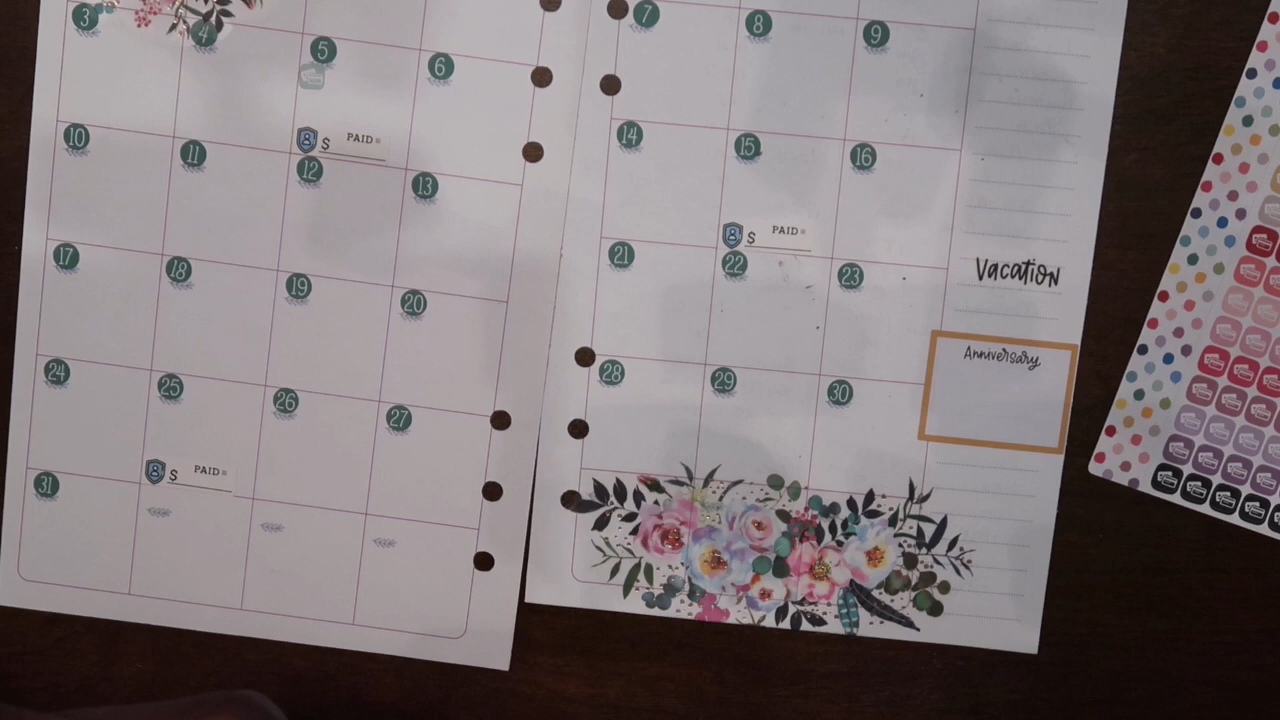 3 4 5 6 7 8 9
$ PAID
10 11 12 13 14 15 16
$ PAID
17 18 19 20 21 22 23
Vacation
Anniversary
24 25 26 27 28 29 30
$ PAID
31